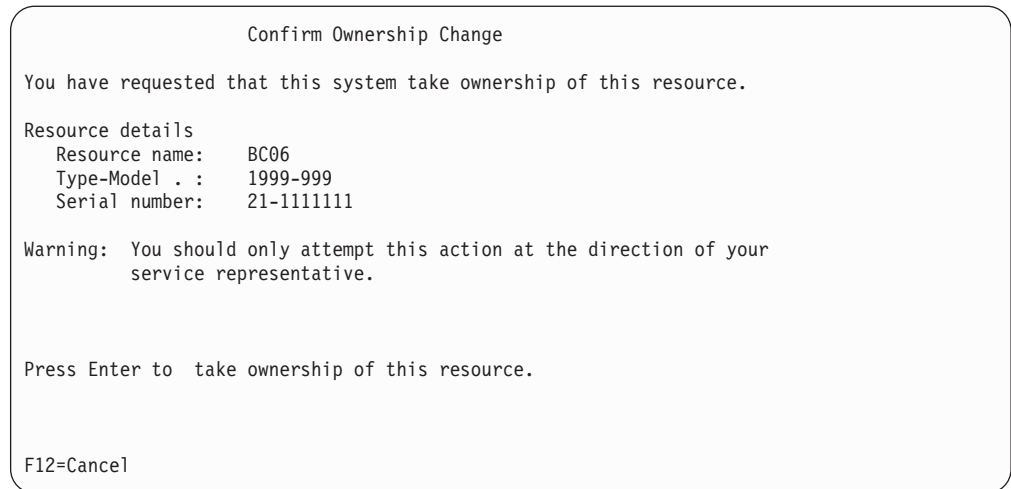 Confirm Ownership Change
You have requested that this system take ownership of this resource.
Resource details
Resource name: BC06
Type-Model . : 1999-999
Serial number: 21-1111111
Warning: You should only attempt this action at the direction of your
service representative.
Press Enter to take ownership of this resource.
F12=Cancel